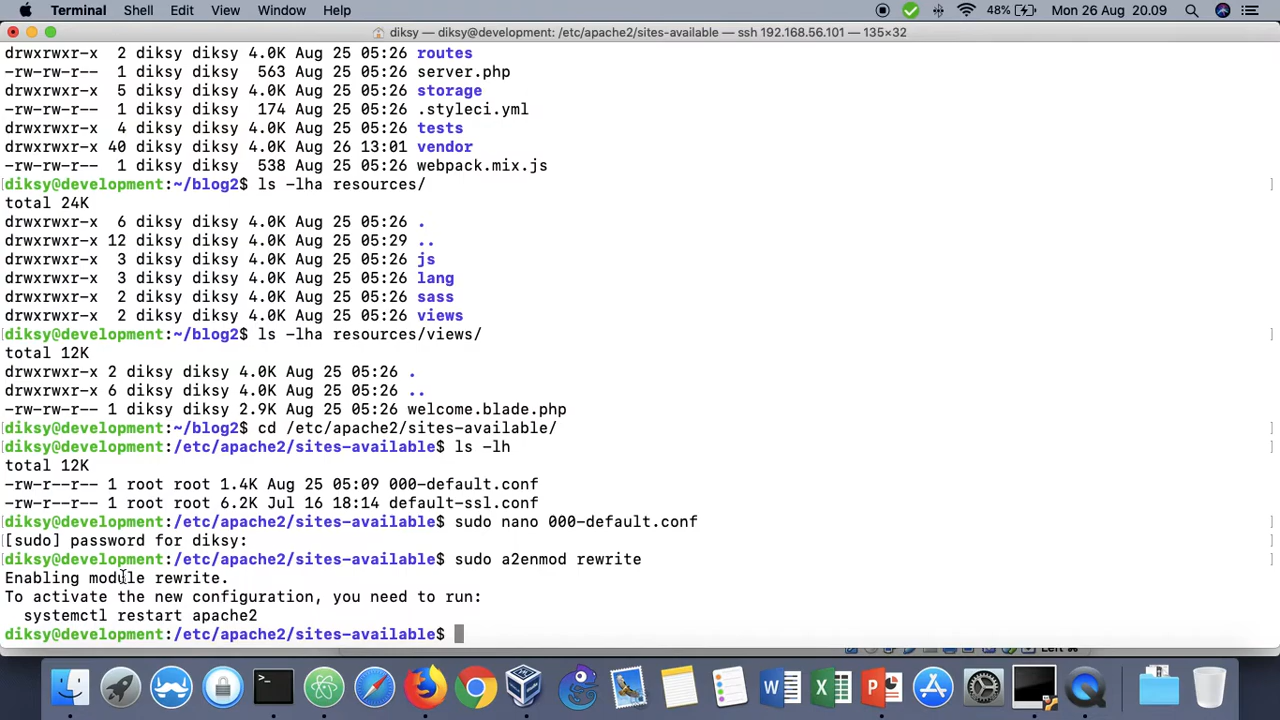 Terminal Shell Edit View Window Help 48% Mon 26 Aug 20.09
diksy — diksy@development: /etc/apache2/sites-available — ssh 192.168.56.101 — 135×32
drwxrwxr-x 2 diksy diksy 4.0K Aug 25 05:26 routes
-rw-rw-r-- 1 diksy diksy 563 Aug 25 05:26 server.php
drwxrwxr-x 5 diksy diksy 4.0K Aug 25 05:26 storage
-rw-rw-r-- 1 diksy diksy 174 Aug 25 05:26 .styleci.yml
drwxrwxr-x 4 diksy diksy 4.0K Aug 25 05:26 tests
drwxrwxr-x 40 diksy diksy 4.0K Aug 26 13:01 vendor
-rw-rw-r-- 1 diksy diksy 538 Aug 25 05:26 webpack.mix.js
diksy@development:~/blog2$ ls -lha resources/
total 24K
drwxrwxr-x 6 diksy diksy 4.0K Aug 25 05:26 .
drwxrwxr-x 12 diksy diksy 4.0K Aug 25 05:29 ..
drwxrwxr-x 3 diksy diksy 4.0K Aug 25 05:26 js
drwxrwxr-x 3 diksy diksy 4.0K Aug 25 05:26 lang
drwxrwxr-x 2 diksy diksy 4.0K Aug 25 05:26 sass
drwxrwxr-x 2 diksy diksy 4.0K Aug 25 05:26 views
diksy@development:~/blog2$ ls -lha resources/views/
total 12K
drwxrwxr-x 2 diksy diksy 4.0K Aug 25 05:26 .
drwxrwxr-x 6 diksy diksy 4.0K Aug 25 05:26 ..
-rw-rw-r-- 1 diksy diksy 2.9K Aug 25 05:26 welcome.blade.php
diksy@development:~/blog2$ cd /etc/apache2/sites-available/
diksy@development:/etc/apache2/sites-available$ ls -lh
total 12K
-rw-r--r-- 1 root root 1.4K Aug 25 05:09 000-default.conf
-rw-r--r-- 1 root root 6.2K Jul 16 18:14 default-ssl.conf
diksy@development:/etc/apache2/sites-available$ sudo nano 000-default.conf
[sudo] password for diksy:
diksy@development:/etc/apache2/sites-available$ sudo a2enmod rewrite
Enabling module rewrite.
To activate the new configuration, you need to run:
systemctl restart apache2
diksy@development:/etc/apache2/sites-available$
Left ⌘